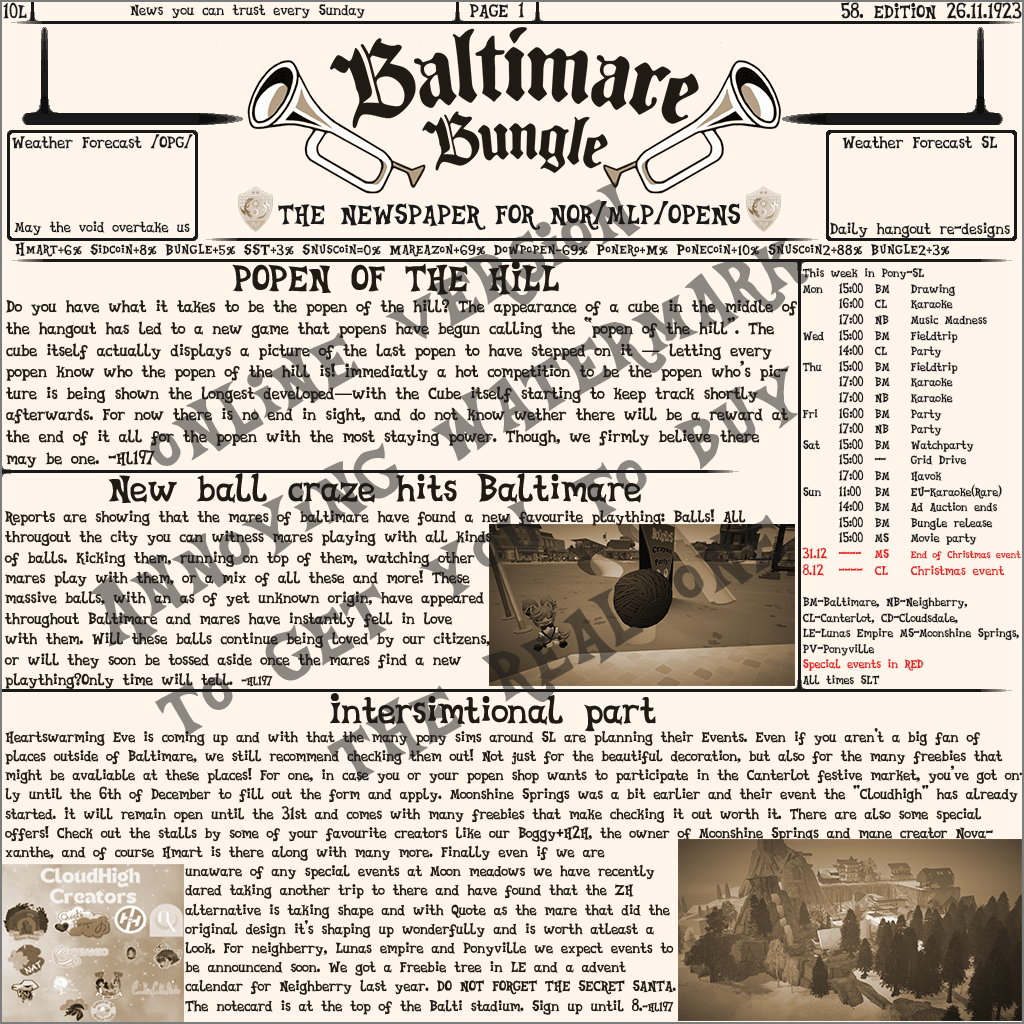 10L News you can trust every Sunday PAGE 1 58. EDITION 26.11.1923
Baltimare
Bungle
THE NEWSPAPER FOR NOR/MLP/OPENS
Weather Forecast /OPG/
May the void overtake us
Weather Forecast SL
Daily hangout re-designs
HMART+6% SIDCOIN+8% BUNGLE+5% SST+3% SNUSCOIN=0% MAREAZON+69% DOWPOPEN-69% PONERO+M% PONECOIN+10% SNUSCOIN2+88% BUNGLE2+3%
POPEN OF THE HILL
Do you have what it takes to be the popen of the hill? The appearance of a cube in the middle of
the hangout has led to a new game that popens have begun calling the "popen of the hill". The
cube itself actually displays a picture of the last popen to have stepped on it — letting every
popen know who the popen of the hill is! immediatly a hot competition to be the popen who's pic-
ture is being shown the longest developed—with the Cube itself starting to keep track shortly
afterwards. For now there is no end in sight, and do not know wether there will be a reward at
the end of it all for the popen with the most staying power. Though, we firmly believe there
may be one. -HL197
New ball craze hits Baltimare
Reports are showing that the mares of baltimare have found a new favourite plaything: Balls! All
througout the city you can witness mares playing with all kinds
of balls. Kicking them, running on top of them, watching other
mares play with them, or a mix of all these and more! These
massive balls, with an as of yet unknown origin, have appeared
throughout Baltimare and mares have instantly fell in love
with them. Will these balls continue being loved by our citizens,
or will they soon be tossed aside once the mares find a new
plaything?Only time will tell. -HL197
This week in Pony-SL
Mon 15:00 BM Drawing
16:00 CL Karaoke
17:00 NB Music Madness
Wed 15:00 BM Fieldtrip
14:00 CL Party
Thu 15:00 BM Fieldtrip
17:00 BM Karaoke
17:00 NB Karaoke
Fri 16:00 BM Party
17:00 NB Party
Sat 15:00 BM Watchparty
15:00 -- Grid Drive
17:00 BM Havok
Sun 11:00 BM EU-Karaoke(Rare)
14:00 BM Ad Auction ends
15:00 BM Bungle release
15:00 MS Movie party
31.12 ----- MS End of Christmas event
8.12 ----- CL Christmas event
BM-Baltimare, NB-Neighberry,
CL-Canterlot, CD-Cloudsdale,
LE-Lunas Empire MS-Moonshine Springs,
PV-Ponyville
Special events in RED
All times SLT
intersimtional part
Heartswarming Eve is coming up and with that the many pony sims around SL are planning their Events. Even if you aren't a big fan of
places outside of Baltimare, we still recommend checking them out! Not just for the beautiful decoration, but also for the many freebies that
might be avaliable at these places! For one, in case you or your popen shop wants to participate in the Canterlot festive market, you've got on-
ly until the 6th of December to fill out the form and apply. Moonshine Springs was a bit earlier and their event the "Cloudhigh" has already
started. it will remain open until the 31st and comes with many freebies that make checking it out worth it. There are also some special
offers! Check out the stalls by some of your favourite creators like our Boggy+H2H, the owner of Moonshine Springs and mane creator Nova-
xanthe, and of course Hmart is there along with many more. Finally even if we are
unaware of any special events at Moon meadows we have recently
dared taking another trip to there and have found that the ZH
alternative is taking shape and with Quote as the mare that did the
original design it's shaping up wonderfully and is worth atleast a
Look. For neighberry, Lunas empire and Ponyville we expect events to
be announcend soon. We got a Freebie tree in LE and a advent
calendar for Neighberry last year. DO NOT FORGET THE SECRET SANTA.
The notecard is at the top of the Balti stadium. Sign up until 8.-HL197
CloudHigh
Creators
ONLINE VERSION
ANNOYING WATERMARK
TO GET YOU TO BUY
THE REAL ONE